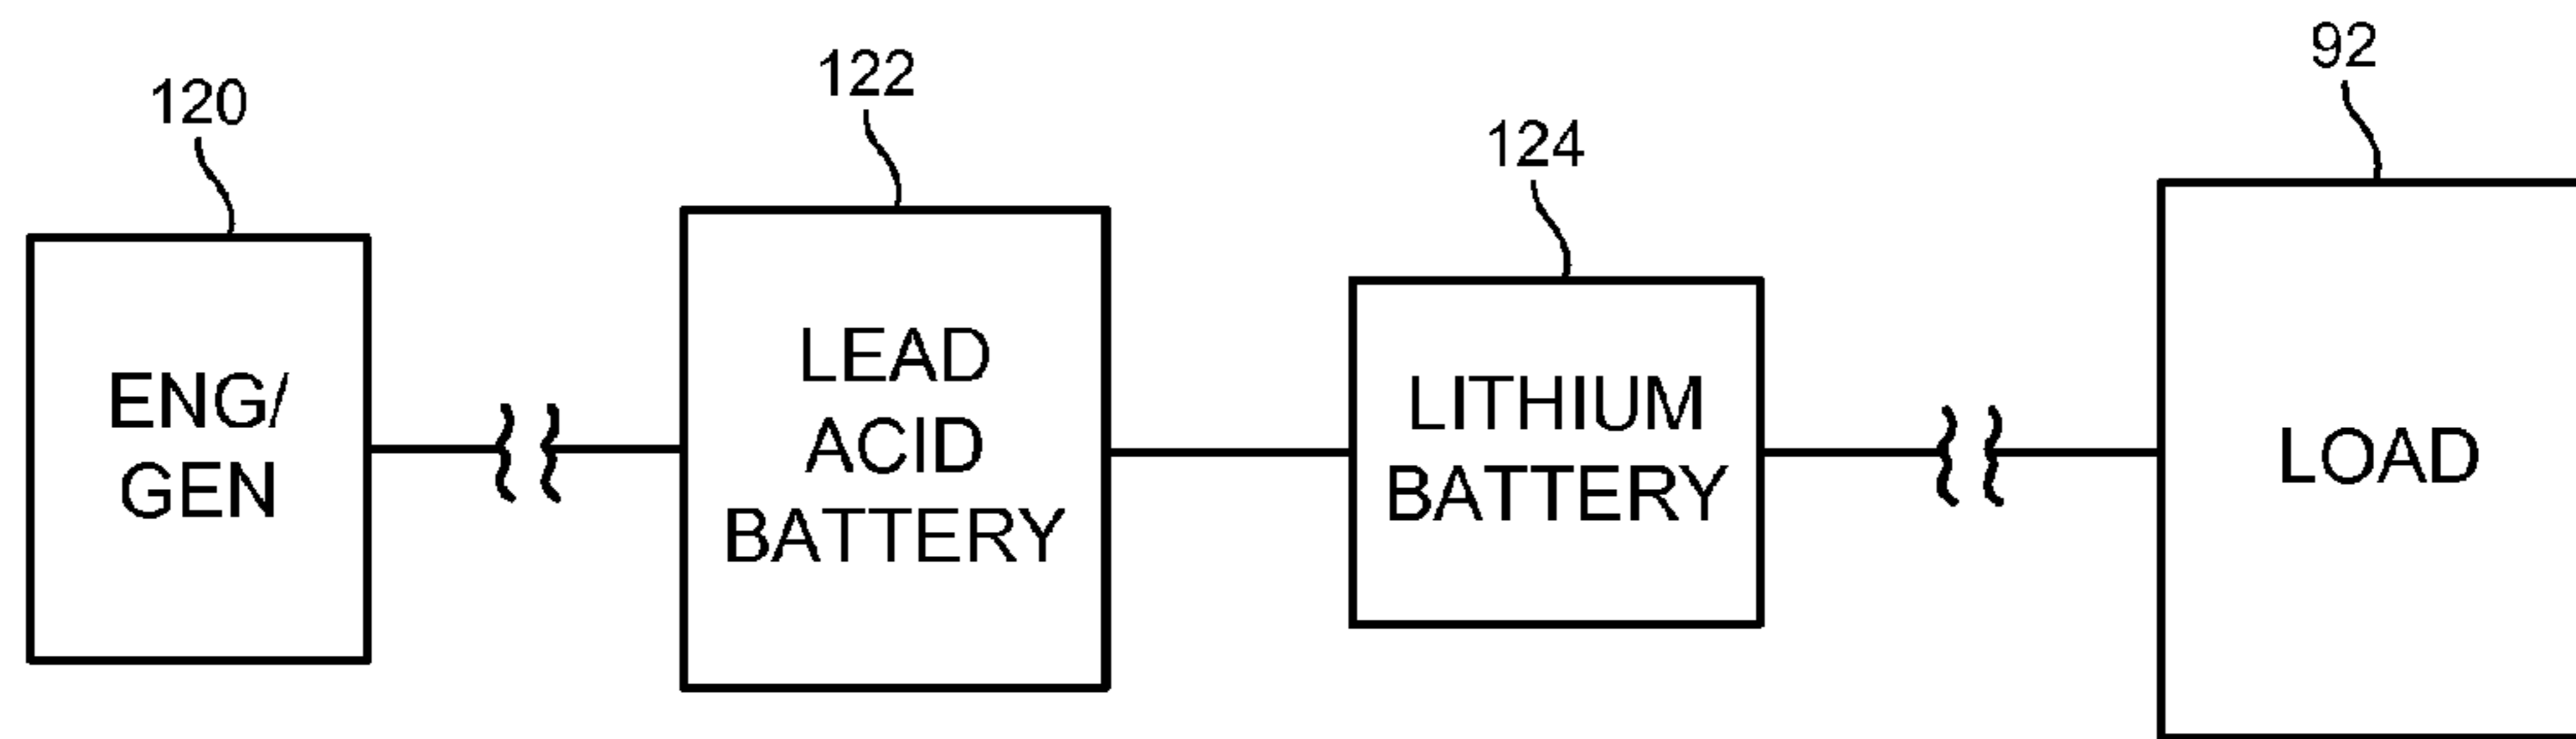 120
ENG/
GEN
122
LEAD
ACID
BATTERY
124
LITHIUM
BATTERY
92
LOAD